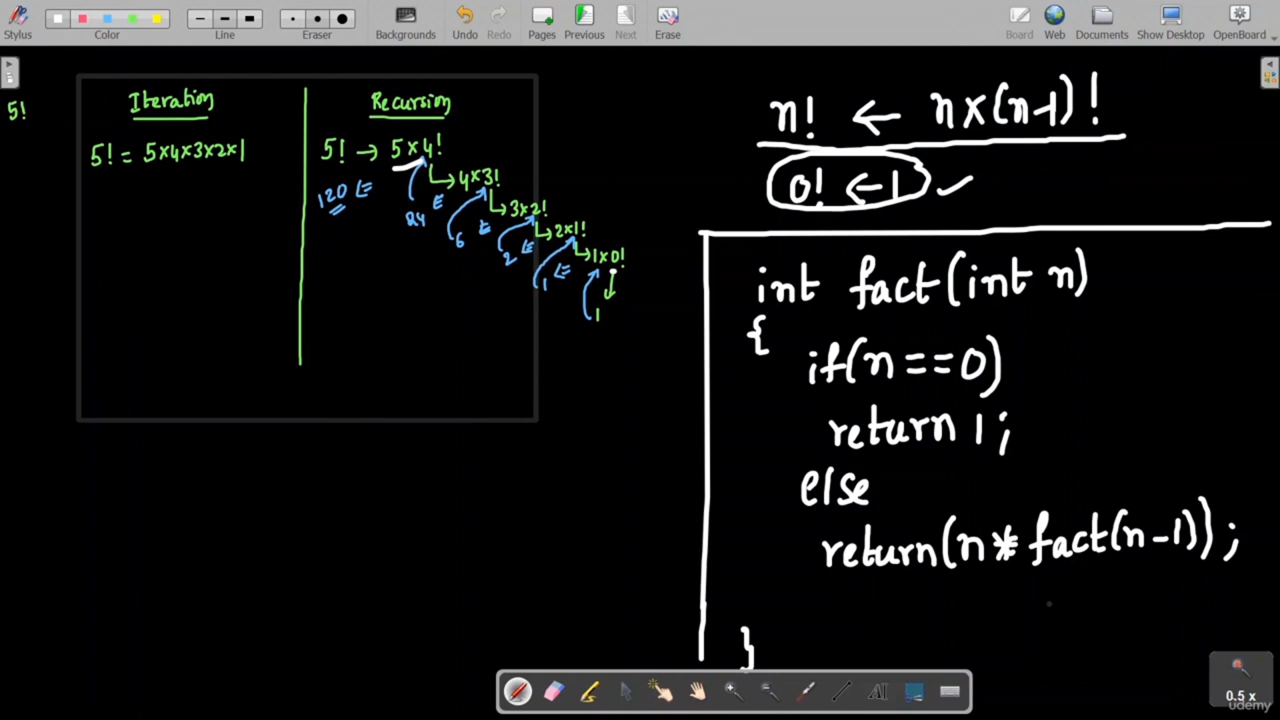 Stylus Color Line Eraser Backgrounds Undo Redo Pages Previous Next Erase Board Web Documents Show Desktop OpenBoard
5!
Iteration
5! = 5x4x3x2x1
Recursion
5! → 5x4!
4x3!
3x2!
2x1!
1x0!
1
1
2
6
24
120
n! ← n x (n-1)!
0! ← 1 ✓
int fact(int n)
{
if(n==0)
return 1;
else
return(n * fact(n-1));
}
0.5 x
udemy